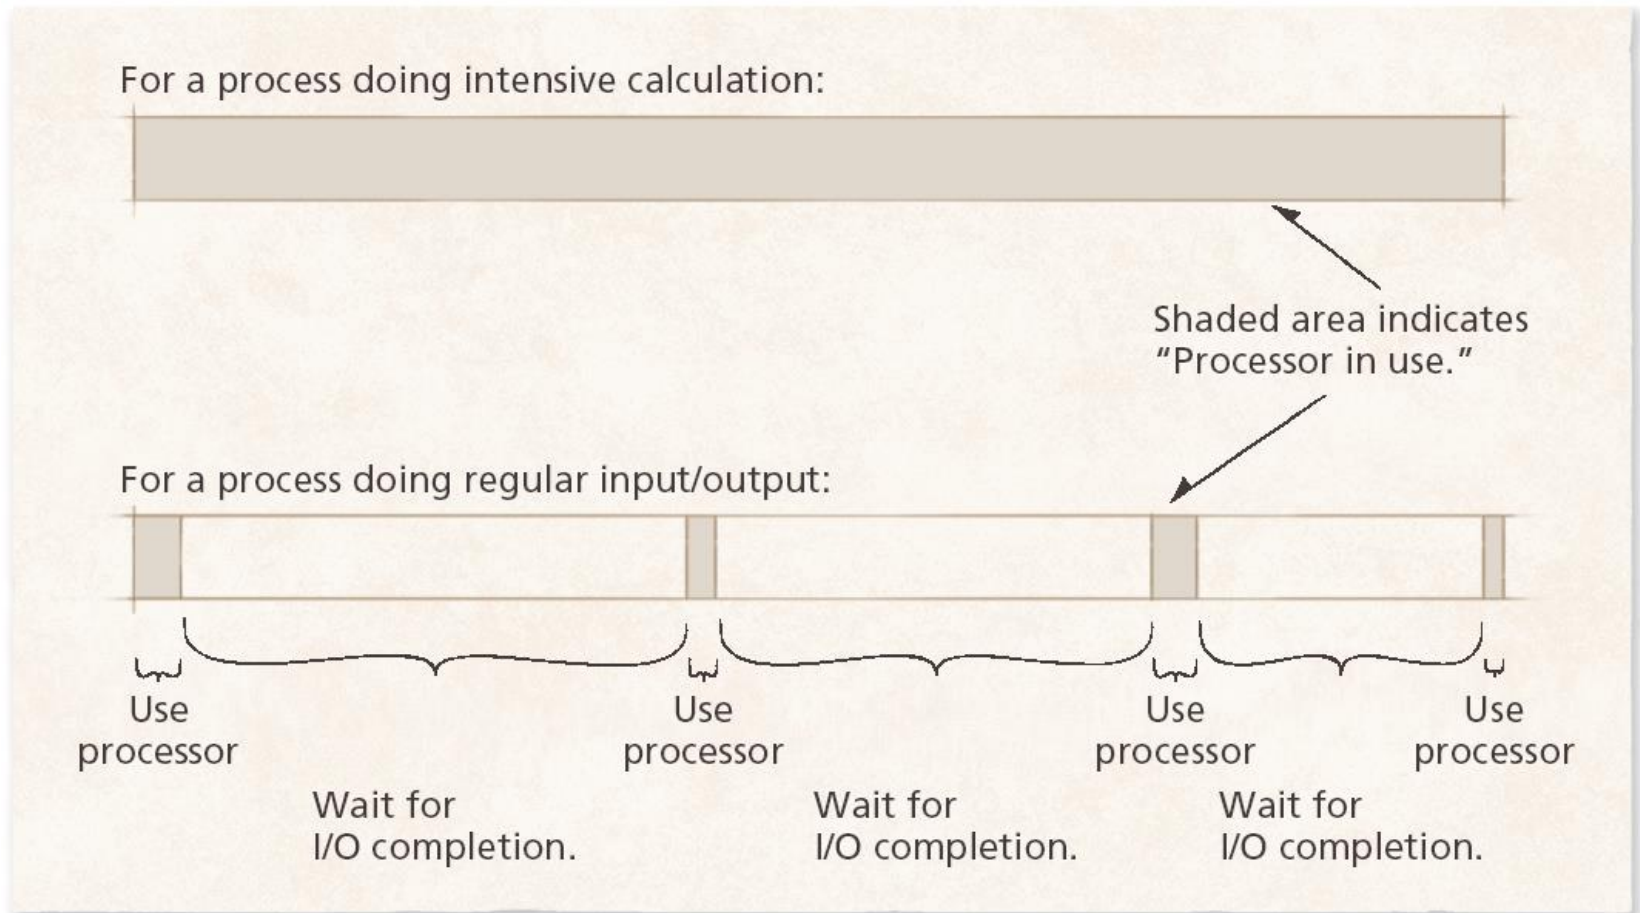 For a process doing intensive calculation:
Shaded area indicates
“Processor in use.”
For a process doing regular input/output:
Use
processor
Wait for
I/O completion.
Use
processor
Wait for
I/O completion.
Use
processor
Wait for
I/O completion.
Use
processor